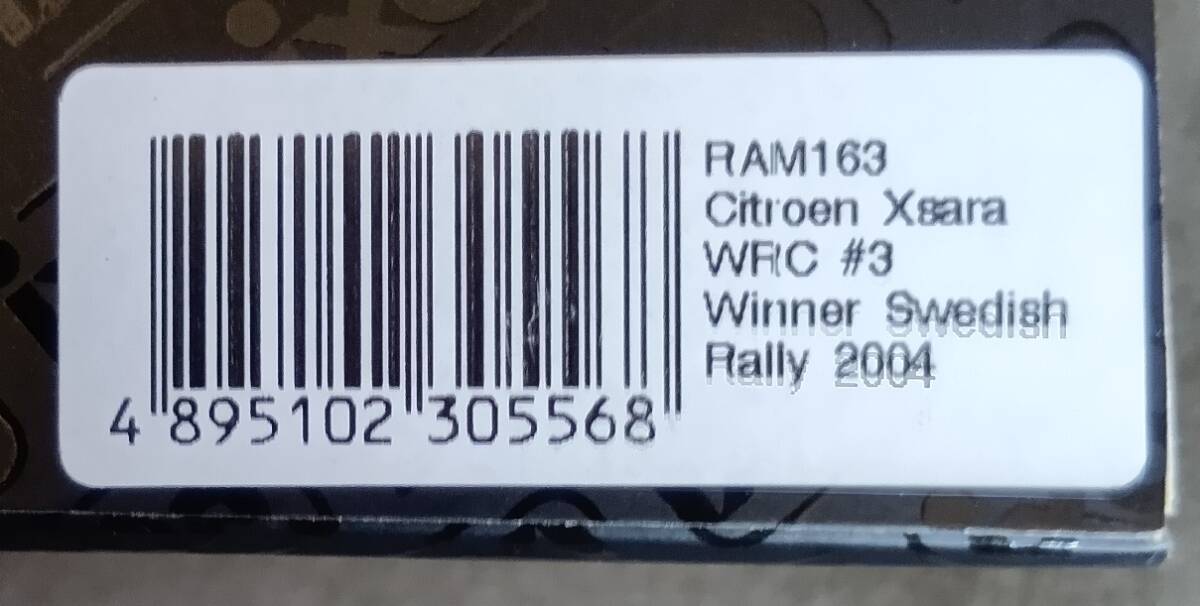 RAM163
Citroen Xsara
WRC #3
Winner Swedish
Rally 2004
4 895102 305568